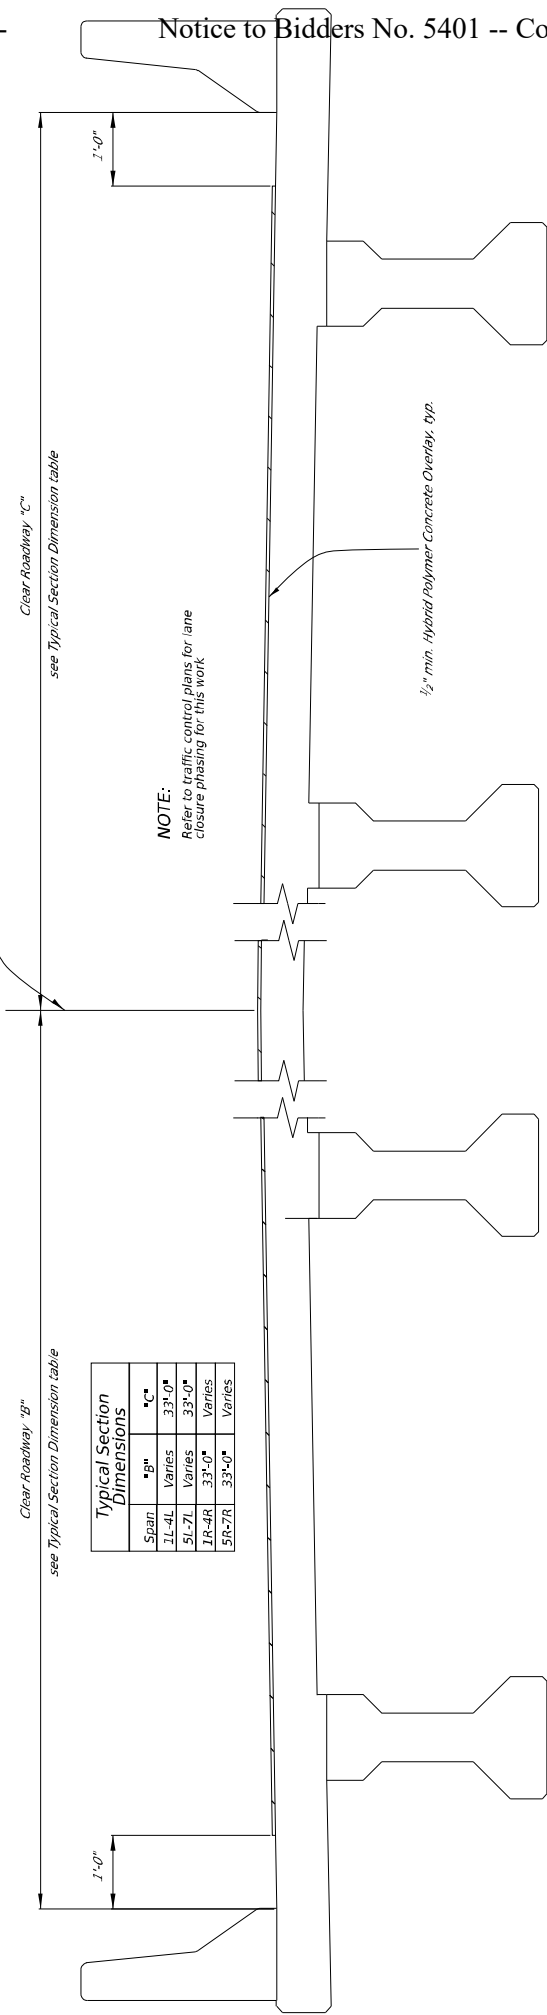 Notice to Bidders No. 5401 -- Co
1'-0"
Clear Roadway "C"
see Typical Section Dimension table
NOTE:
Refer to traffic control plans for lane
closure phasing for this work
½" min. Hybrid Polymer Concrete Overlay, typ.
Clear Roadway "B"
see Typical Section Dimension table
Typical Section
Dimensions
Span "B" "C"
1L-4L Varies 33'-0"
5L-7L Varies 33'-0"
1R-4R 33'-0" Varies
5R-7R 33'-0" Varies
1'-0"